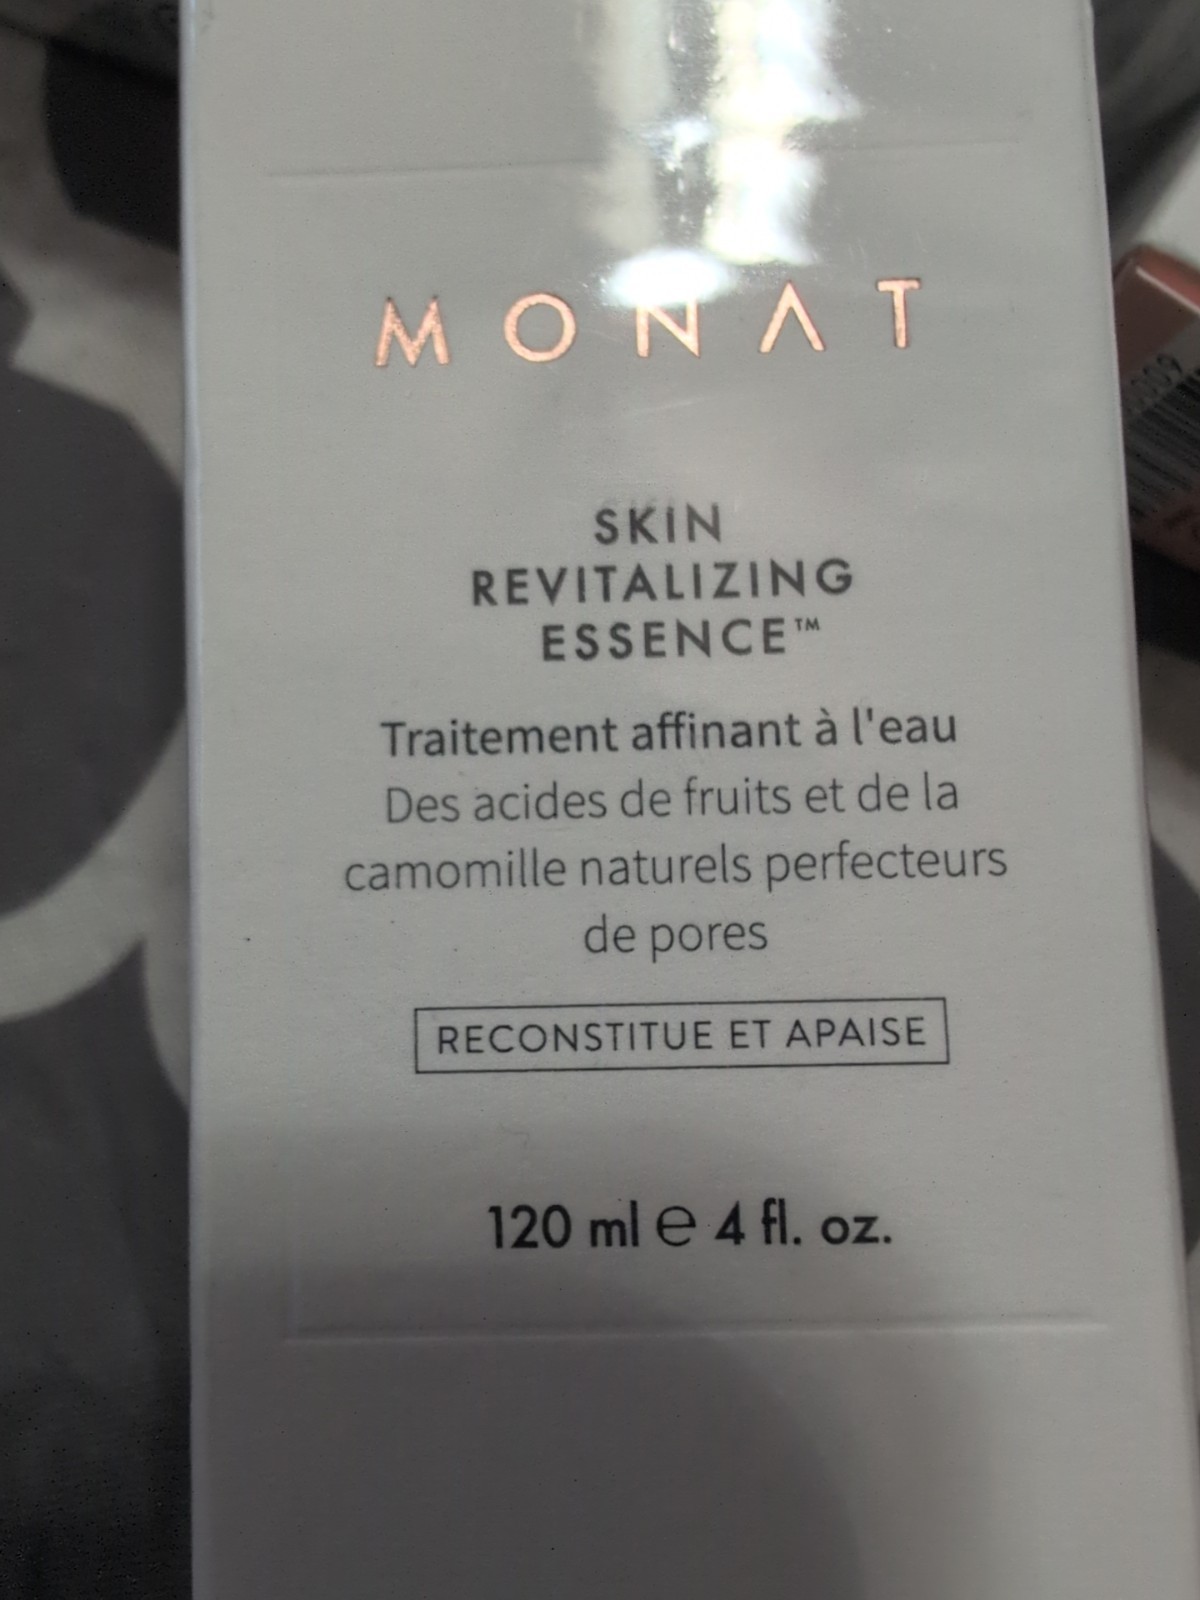 MONAT
SKIN
REVITALIZING
ESSENCE™
Traitement affinant à l'eau
Des acides de fruits et de la
camomille naturels perfecteurs
de pores
RECONSTITUE ET APAISE
120 ml ℮ 4 fl. oz.